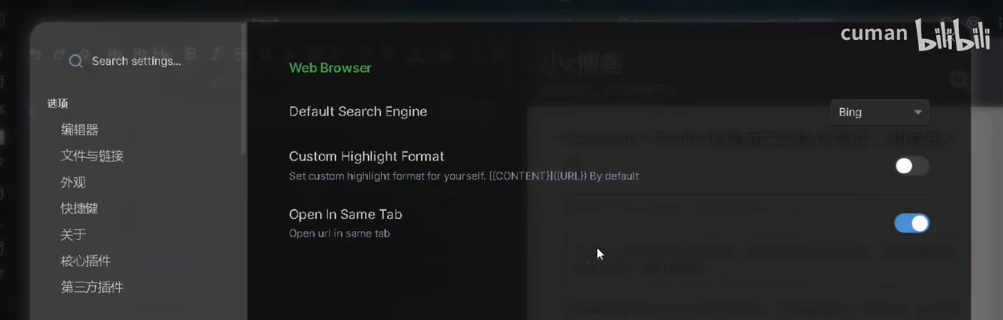 cuman bilibili
Search settings...
选项
编辑器
文件与链接
外观
快捷键
关于
核心插件
第三方插件
Web Browser
Default Search Engine
Bing
Custom Highlight Format
Set custom highlight format for yourself. [{CONTENT}]({URL}) By default
Open In Same Tab
Open url in same tab
小博客